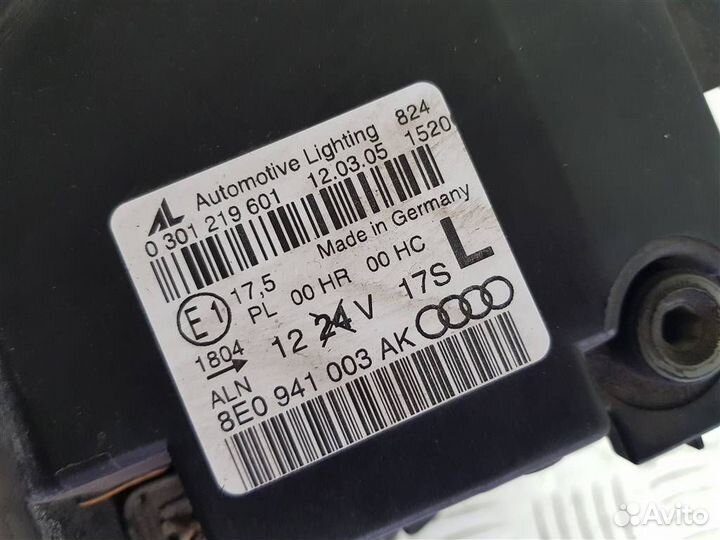 AL Automotive Lighting 824
0 301 219 601 12.03.05 1520
Made in Germany
E1 17,5 PL 00 HR 00 HC L
1804 12 24 V 17S
ALN 8E0 941 003 AK
Avito